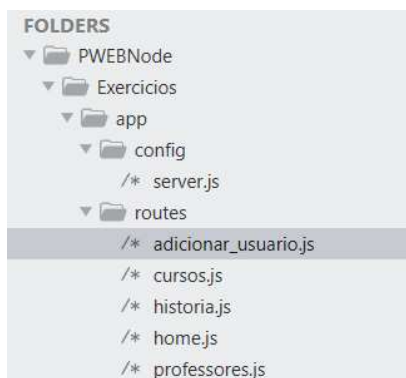 FOLDERS
PWEBNode
Exercicios
app
config
/* server.js
routes
/* adicionar_usuario.js
/* cursos.js
/* historia.js
/* home.js
/* professores.js